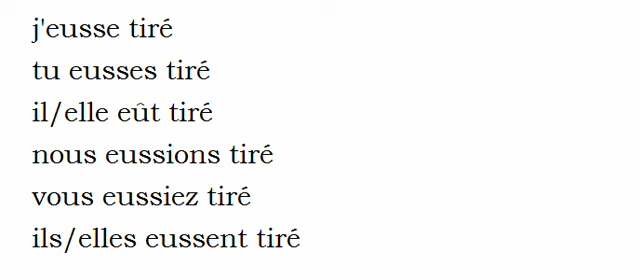 j'eusse tiré
tu eusses tiré
il/elle eût tiré
nous eussions tiré
vous eussiez tiré
ils/elles eussent tiré